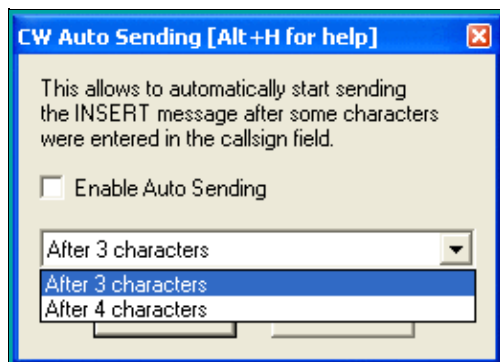 CW Auto Sending [Alt+H for help]
This allows to automatically start sending
the INSERT message after some characters
were entered in the callsign field.
Enable Auto Sending
After 3 characters
After 3 characters
After 4 characters